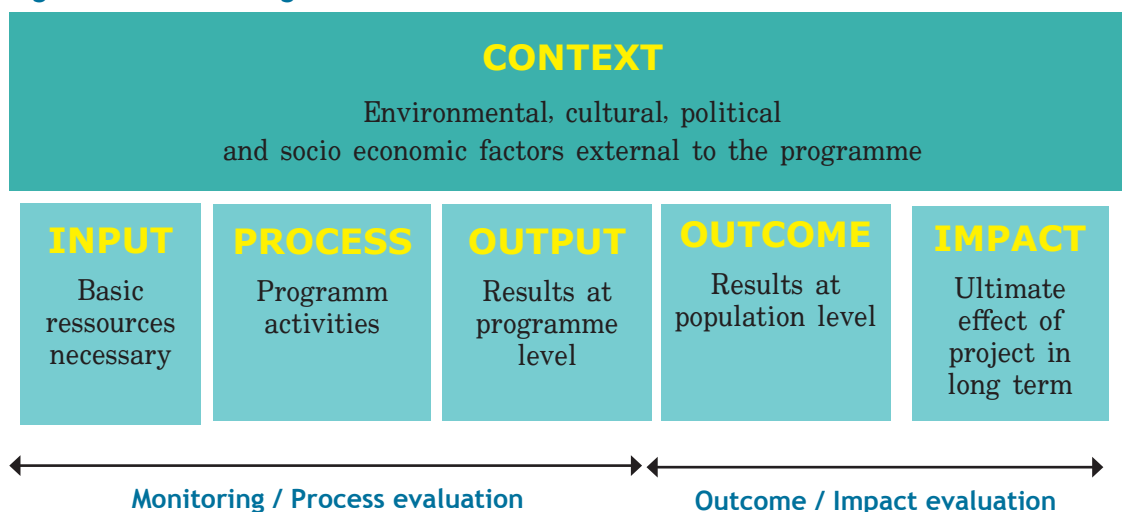 CONTEXT
Environmental, cultural, political
and socio economic factors external to the programme
INPUT
Basic
ressources
necessary
PROCESS
Programm
activities
OUTPUT
Results at
programme
level
OUTCOME
Results at
population level
IMPACT
Ultimate
effect of
project in
long term
Monitoring / Process evaluation
Outcome / Impact evaluation